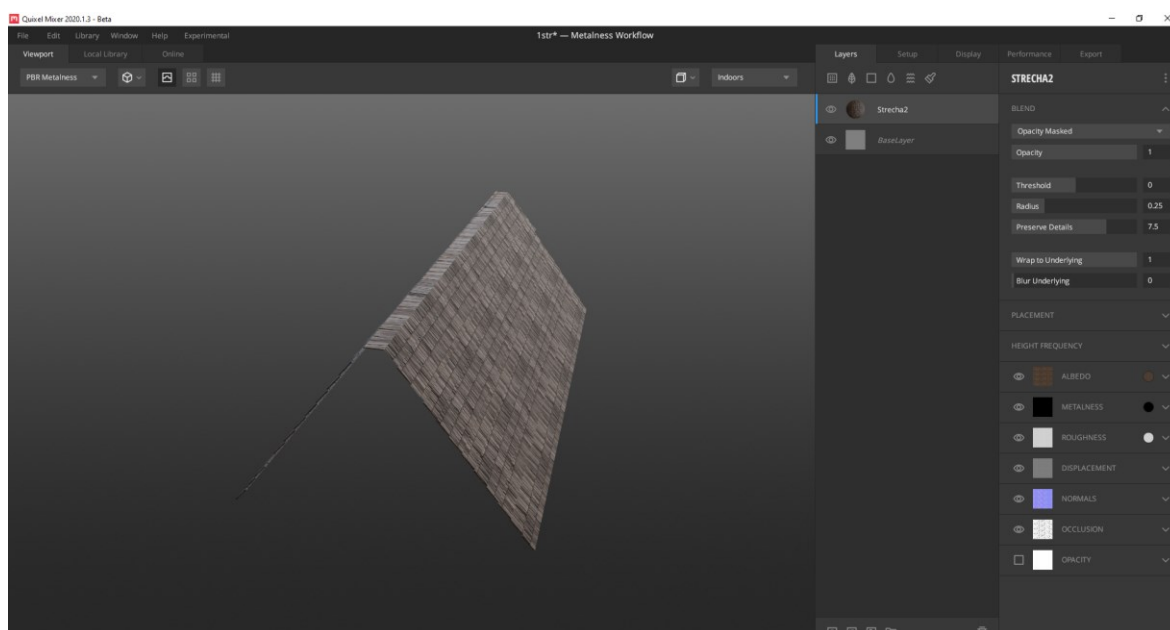 Quixel Mixer 2020.1.3 - Beta
File Edit Library Window Help Experimental
1str* — Metalness Workflow
Viewport Local Library Online
Layers Setup Display Performance Export
PBR Metalness
Indoors
STRECHA2
Strecha2
BaseLayer
BLEND
Opacity Masked
Opacity 1
Threshold 0
Radius 0.25
Preserve Details 7.5
Wrap to Underlying 1
Blur Underlying 0
PLACEMENT
HEIGHT FREQUENCY
ALBEDO
METALNESS
ROUGHNESS
DISPLACEMENT
NORMALS
OCCLUSION
OPACITY